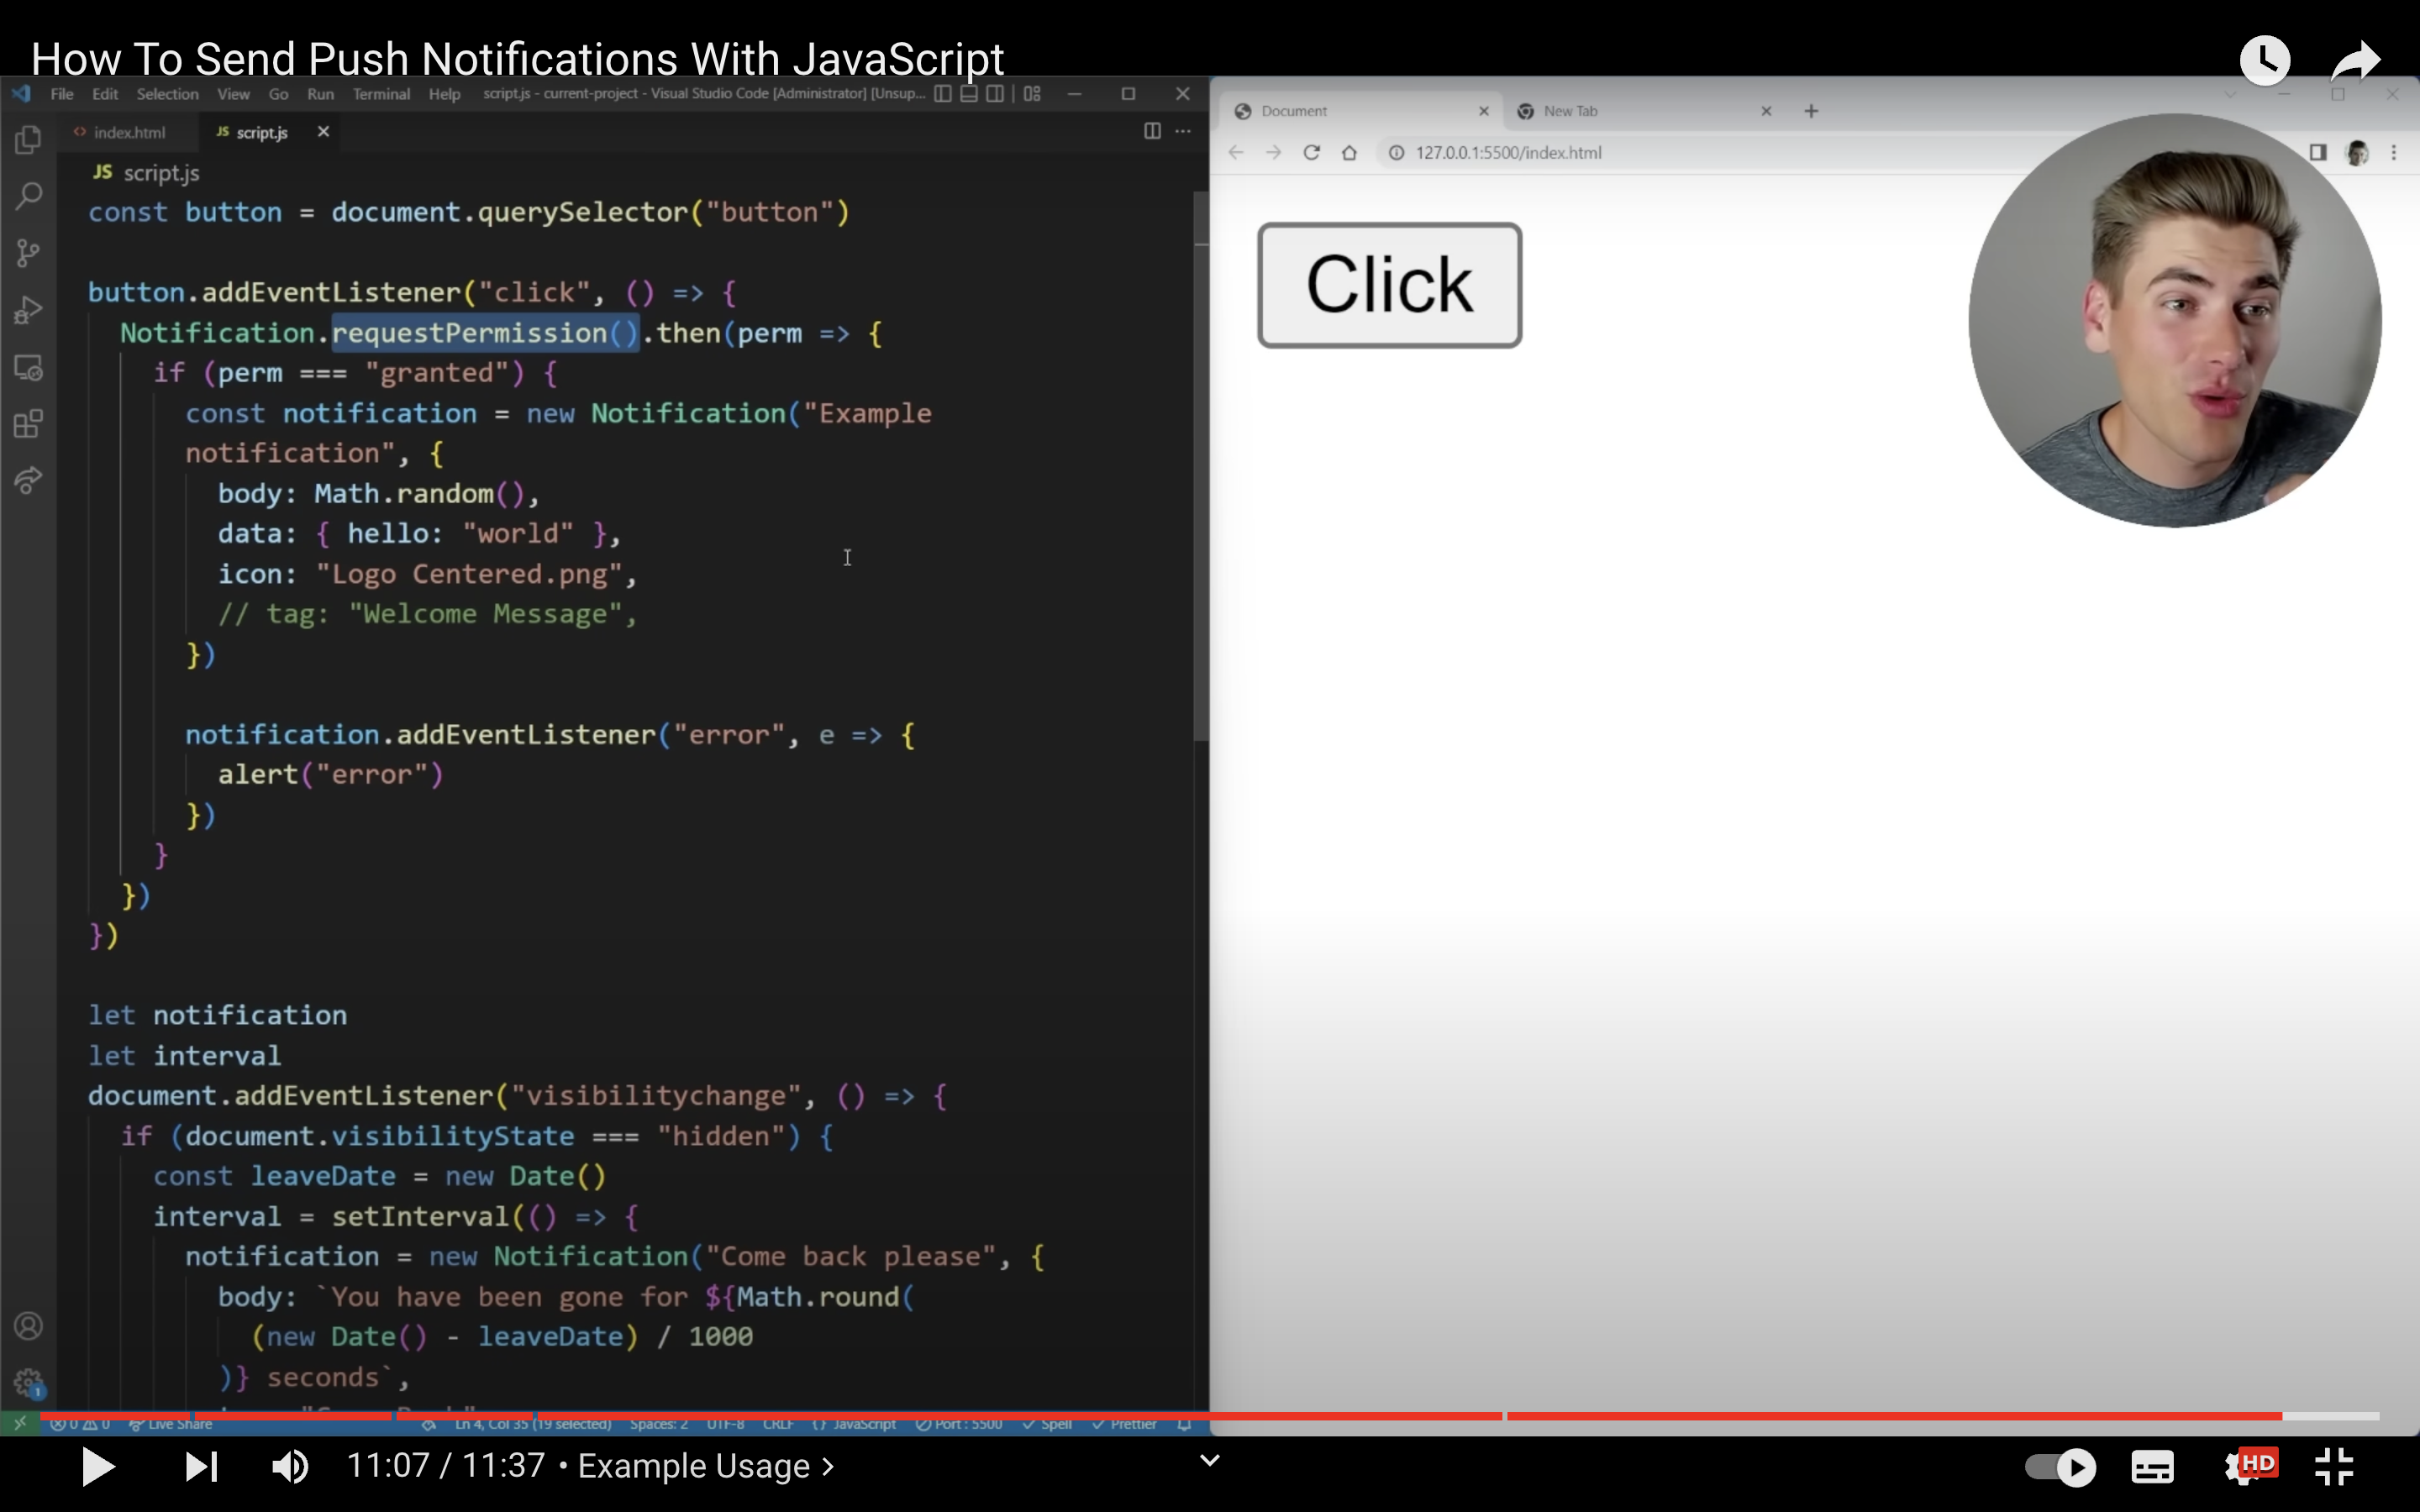 How To Send Push Notifications With JavaScript
File Edit Selection View Go Run Terminal Help script.js - current-project - Visual Studio Code [Administrator] [Unsup...
index.html JS script.js
JS script.js
const button = document.querySelector("button")
button.addEventListener("click", () => {
Notification.requestPermission().then(perm => {
if (perm === "granted") {
const notification = new Notification("Example
notification", {
body: Math.random(),
data: { hello: "world" },
icon: "Logo Centered.png",
// tag: "Welcome Message",
})
notification.addEventListener("error", e => {
alert("error")
})
}
})
})
let notification
let interval
document.addEventListener("visibilitychange", () => {
if (document.visibilityState === "hidden") {
const leaveDate = new Date()
interval = setInterval(() => {
notification = new Notification("Come back please", {
body: `You have been gone for ${Math.round(
(new Date() - leaveDate) / 1000
)} seconds`,
1
0 0 Live Share Ln 4, Col 35 (19 selected) Spaces: 2 UTF-8 CRLF {} JavaScript Port : 5500 Spell Prettier
Document New Tab
127.0.0.1:5500/index.html
Click
11:07 / 11:37 • Example Usage
HD